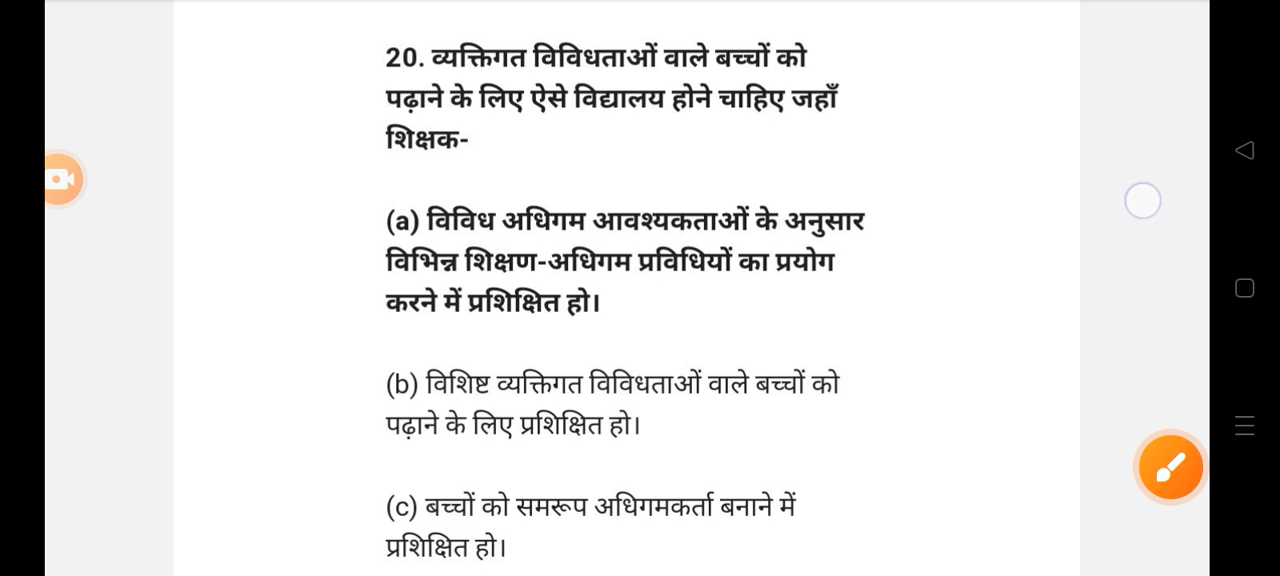 20. व्यक्तिगत विविधताओं वाले बच्चों को
पढ़ाने के लिए ऐसे विद्यालय होने चाहिए जहाँ
शिक्षक-
(a) विविध अधिगम आवश्यकताओं के अनुसार
विभिन्न शिक्षण-अधिगम प्रविधियों का प्रयोग
करने में प्रशिक्षित हो।
(b) विशिष्ट व्यक्तिगत विविधताओं वाले बच्चों को
पढ़ाने के लिए प्रशिक्षित हो।
(c) बच्चों को समरूप अधिगमकर्ता बनाने में
प्रशिक्षित हो।